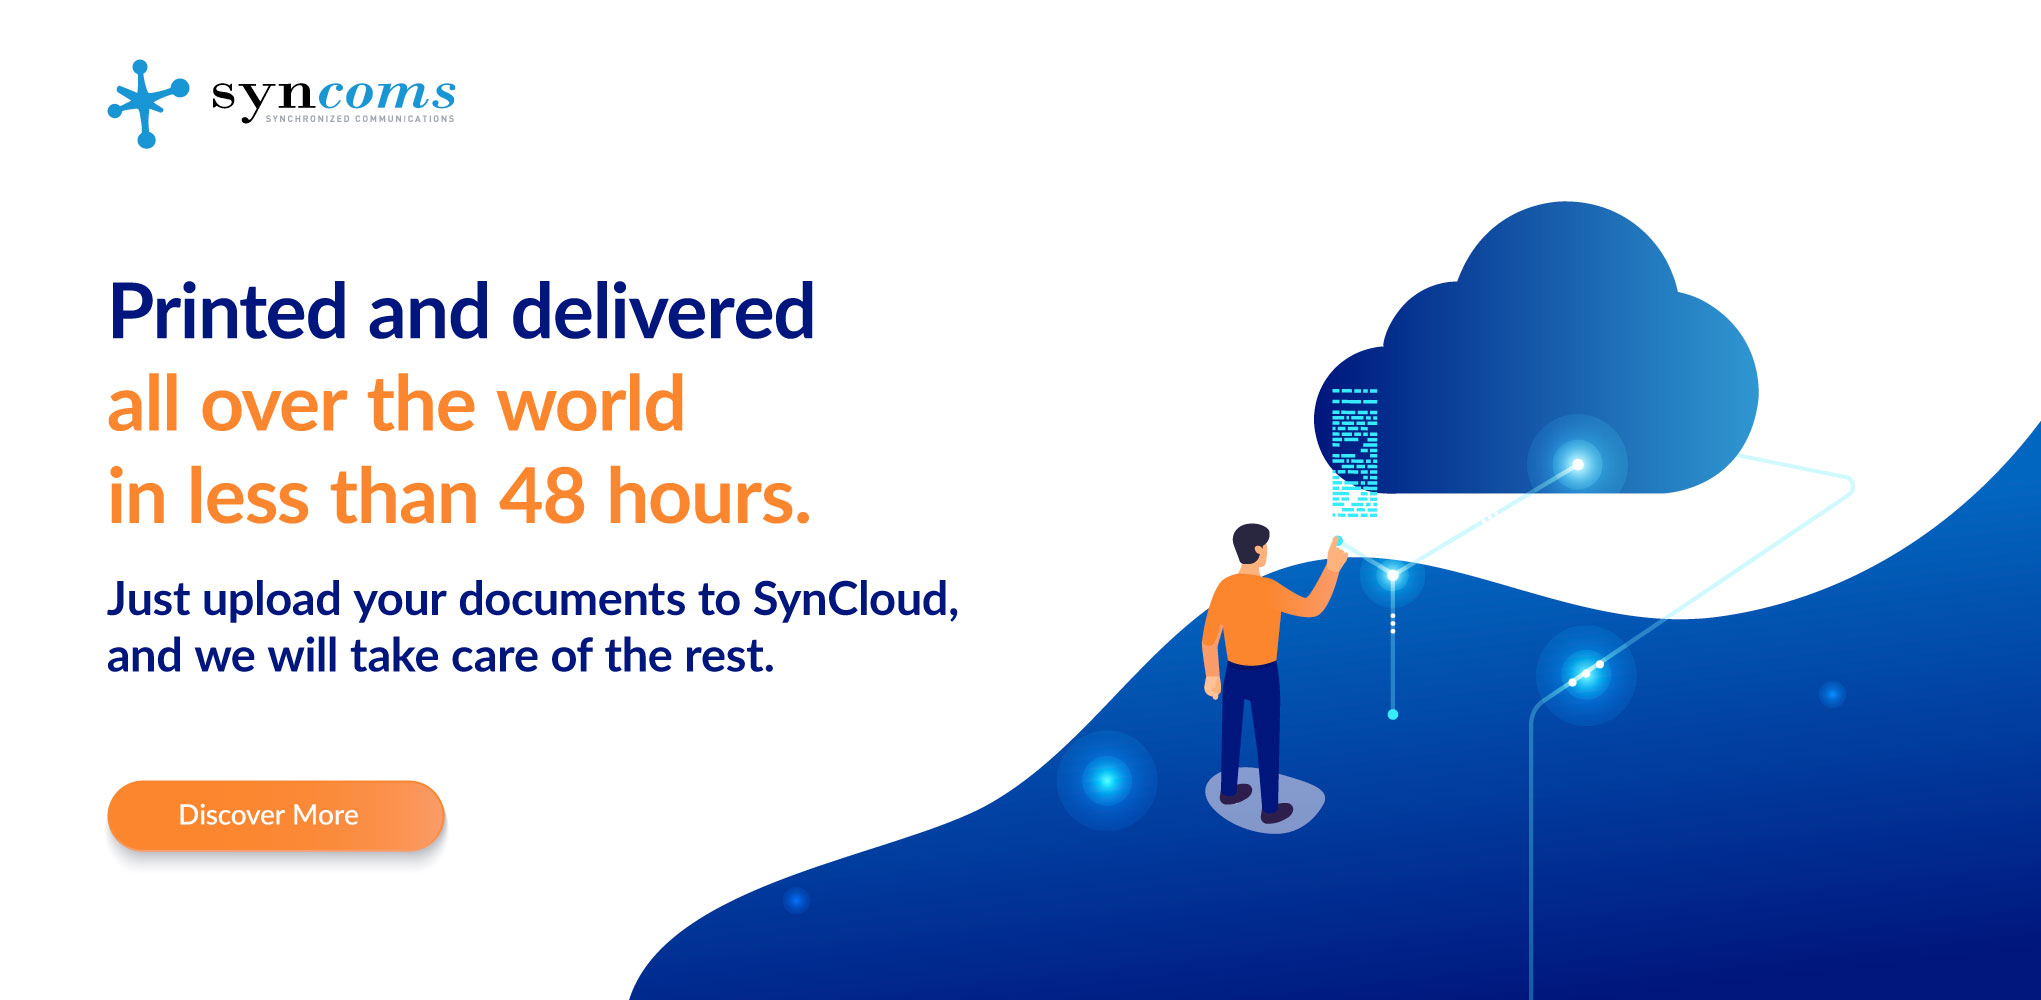 syncoms
SYNCHRONIZED COMMUNICATIONS
Printed and delivered
all over the world
in less than 48 hours.
Just upload your documents to SynCloud,
and we will take care of the rest.
Discover More